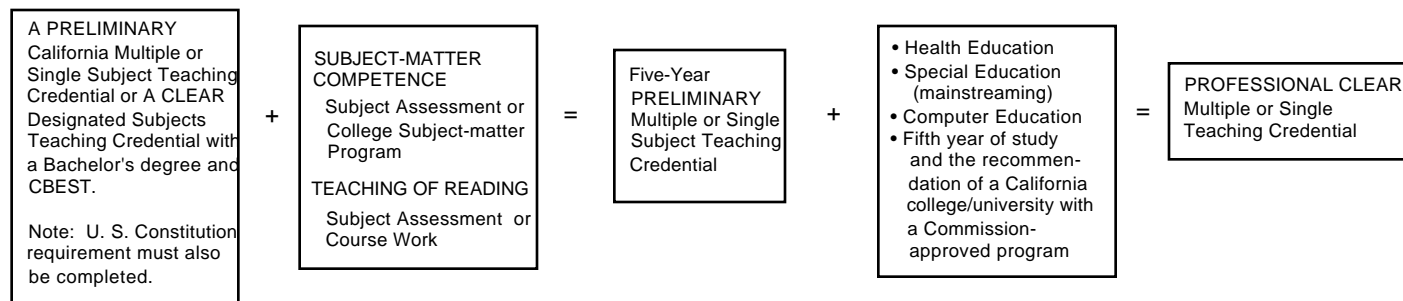 A PRELIMINARY
California Multiple or
Single Subject Teaching
Credential or A CLEAR
Designated Subjects
Teaching Credential with
a Bachelor's degree and
CBEST.
Note: U. S. Constitution
requirement must also
be completed.
+
SUBJECT-MATTER
COMPETENCE
Subject Assessment or
College Subject-matter
Program
TEACHING OF READING
Subject Assessment or
Course Work
=
Five-Year
PRELIMINARY
Multiple or Single
Subject Teaching
Credential
+
• Health Education
• Special Education
(mainstreaming)
• Computer Education
• Fifth year of study
and the recommen-
dation of a California
college/university with
a Commission-
approved program
=
PROFESSIONAL CLEAR
Multiple or Single
Teaching Credential